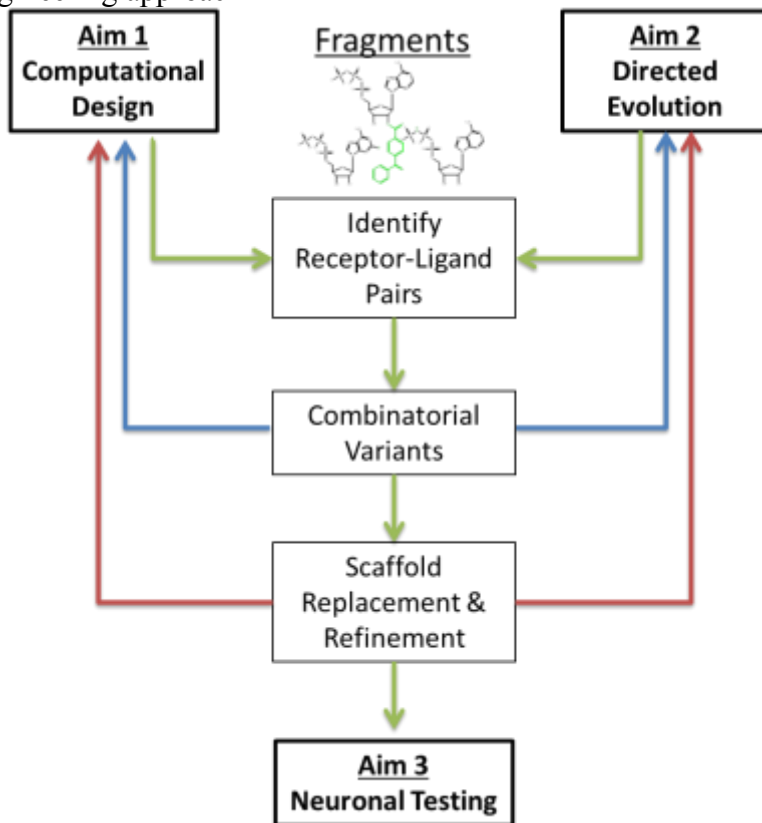 Aim 1
Computational
Design
Fragments
Aim 2
Directed
Evolution
Identify
Receptor-Ligand
Pairs
Combinatorial
Variants
Scaffold
Replacement &
Refinement
Aim 3
Neuronal Testing